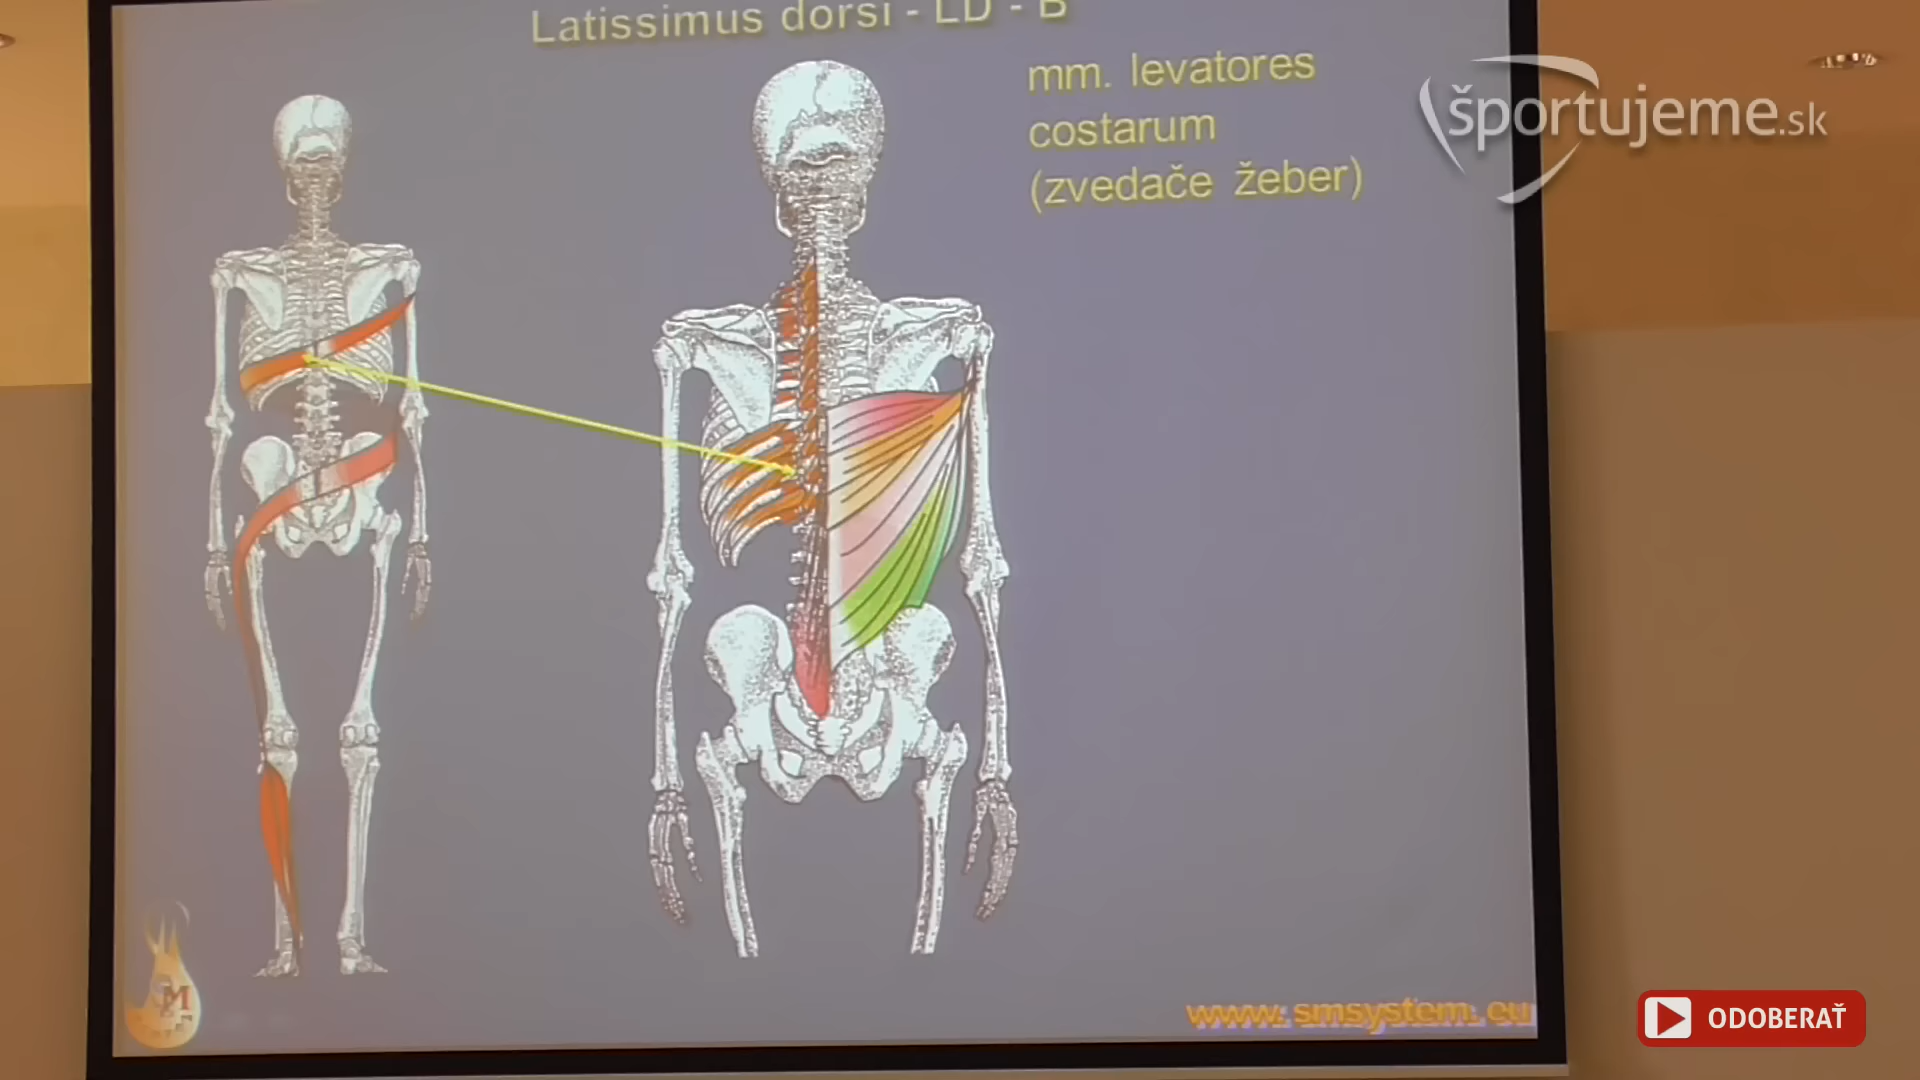 Latissimus dorsi - LD - B
mm. levatores
costarum
(zvedače žeber)
športujeme.sk
www.smsystem.eu
ODOBERAŤ